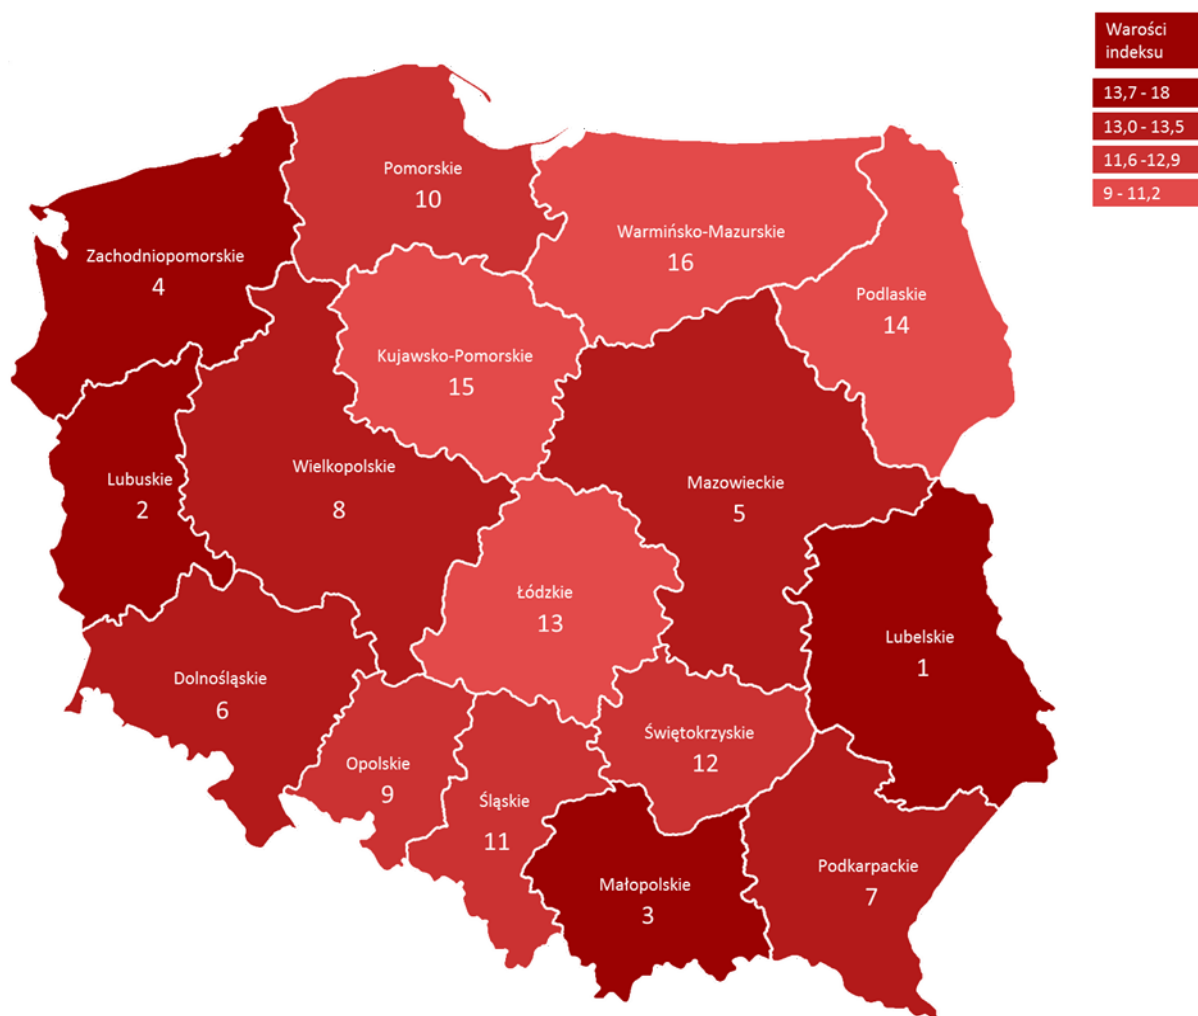 Warości
indeksu
13,7 - 18
13,0 - 13,5
11,6 -12,9
9 - 11,2
Pomorskie
10
Warmińsko-Mazurskie
16
Zachodniopomorskie
4
Podlaskie
14
Kujawsko-Pomorskie
15
Wielkopolskie
8
Lubuskie
2
Mazowieckie
5
Łódzkie
13
Lubelskie
1
Dolnośląskie
6
Świętokrzyskie
12
Opolskie
9
Śląskie
11
Małopolskie
3
Podkarpackie
7